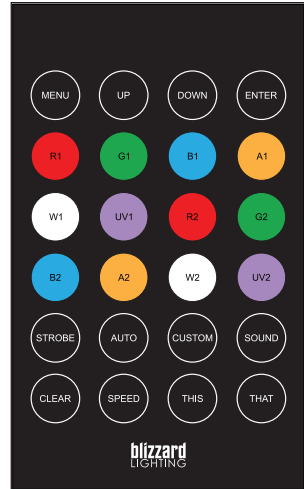 MENU UP DOWN ENTER
R1 G1 B1 A1
W1 UV1 R2 G2
B2 A2 W2 UV2
STROBE AUTO CUSTOM SOUND
CLEAR SPEED THIS THAT
blizzard
LIGHTING